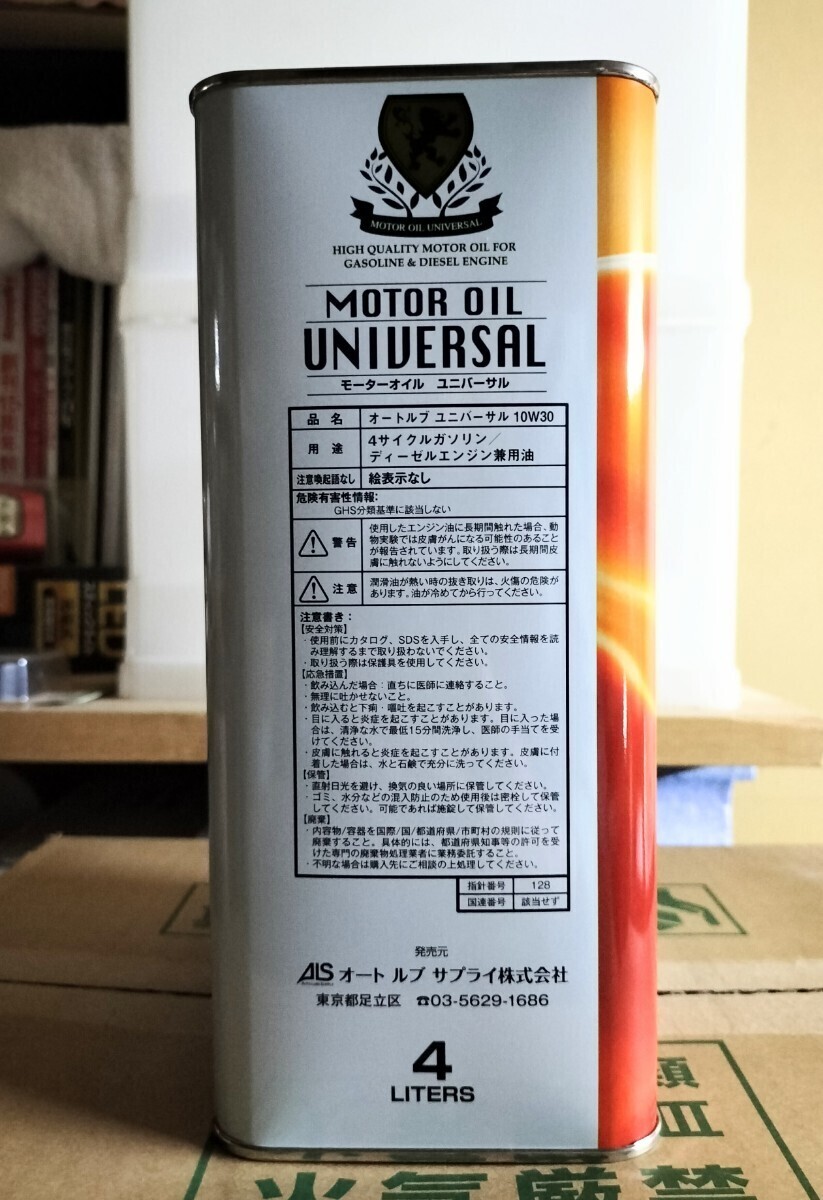 MOTOR OIL UNIVERSAL
HIGH QUALITY MOTOR OIL FOR
GASOLINE & DIESEL ENGINE
MOTOR OIL
UNIVERSAL
モーターオイル ユニバーサル
品名 オートルブ ユニバーサル 10W30
用途 4サイクルガソリン/
ディーゼルエンジン兼用油
注意喚起語なし 絵表示なし
危険有害性情報:
GHS分類基準に該当しない
警告 使用したエンジン油に長期間触れた場合、動
物実験では皮膚がんになる可能性のあること
が報告されています。取り扱う際は長期間皮
膚に触れないようにしてください。
注意 潤滑油が熱い時の抜き取りは、火傷の危険が
あります。油が冷めてから行ってください。
注意書き:
【安全対策】
・使用前にカタログ、SDSを入手し、全ての安全情報を読
み理解するまで取り扱わないでください。
・取り扱う際は保護具を使用してください。
【応急措置】
・飲み込んだ場合:直ちに医師に連絡すること。
・無理に吐かせないこと。
・飲み込むと下痢・嘔吐を起こすことがあります。
・目に入ると炎症を起こすことがあります。目に入った場
合は、清浄な水で最低15分間洗浄し、医師の手当てを受
けてください。
・皮膚に触れると炎症を起こすことがあります。皮膚に付
着した場合は、水と石鹸で充分に洗ってください。
【保管】
・直射日光を避け、換気の良い場所に保管してください。
・ゴミ、水分などの混入防止のため使用後は密栓して保管
してください。可能であれば施錠して保管してください。
【廃棄】
・内容物/容器を国際/国/都道府県/市町村の規則に従って
廃棄すること。具体的には、都道府県知事等の許可を受
けた専門の廃棄物処理業者に業務委託すること。
・不明な場合は購入先にご相談の上処理してください。
指針番号 128
国連番号 該当せず
発売元
ALS オート ルブ サプライ株式会社
東京都足立区 ☎03-5629-1686
4
LITERS
類
III
火気厳禁